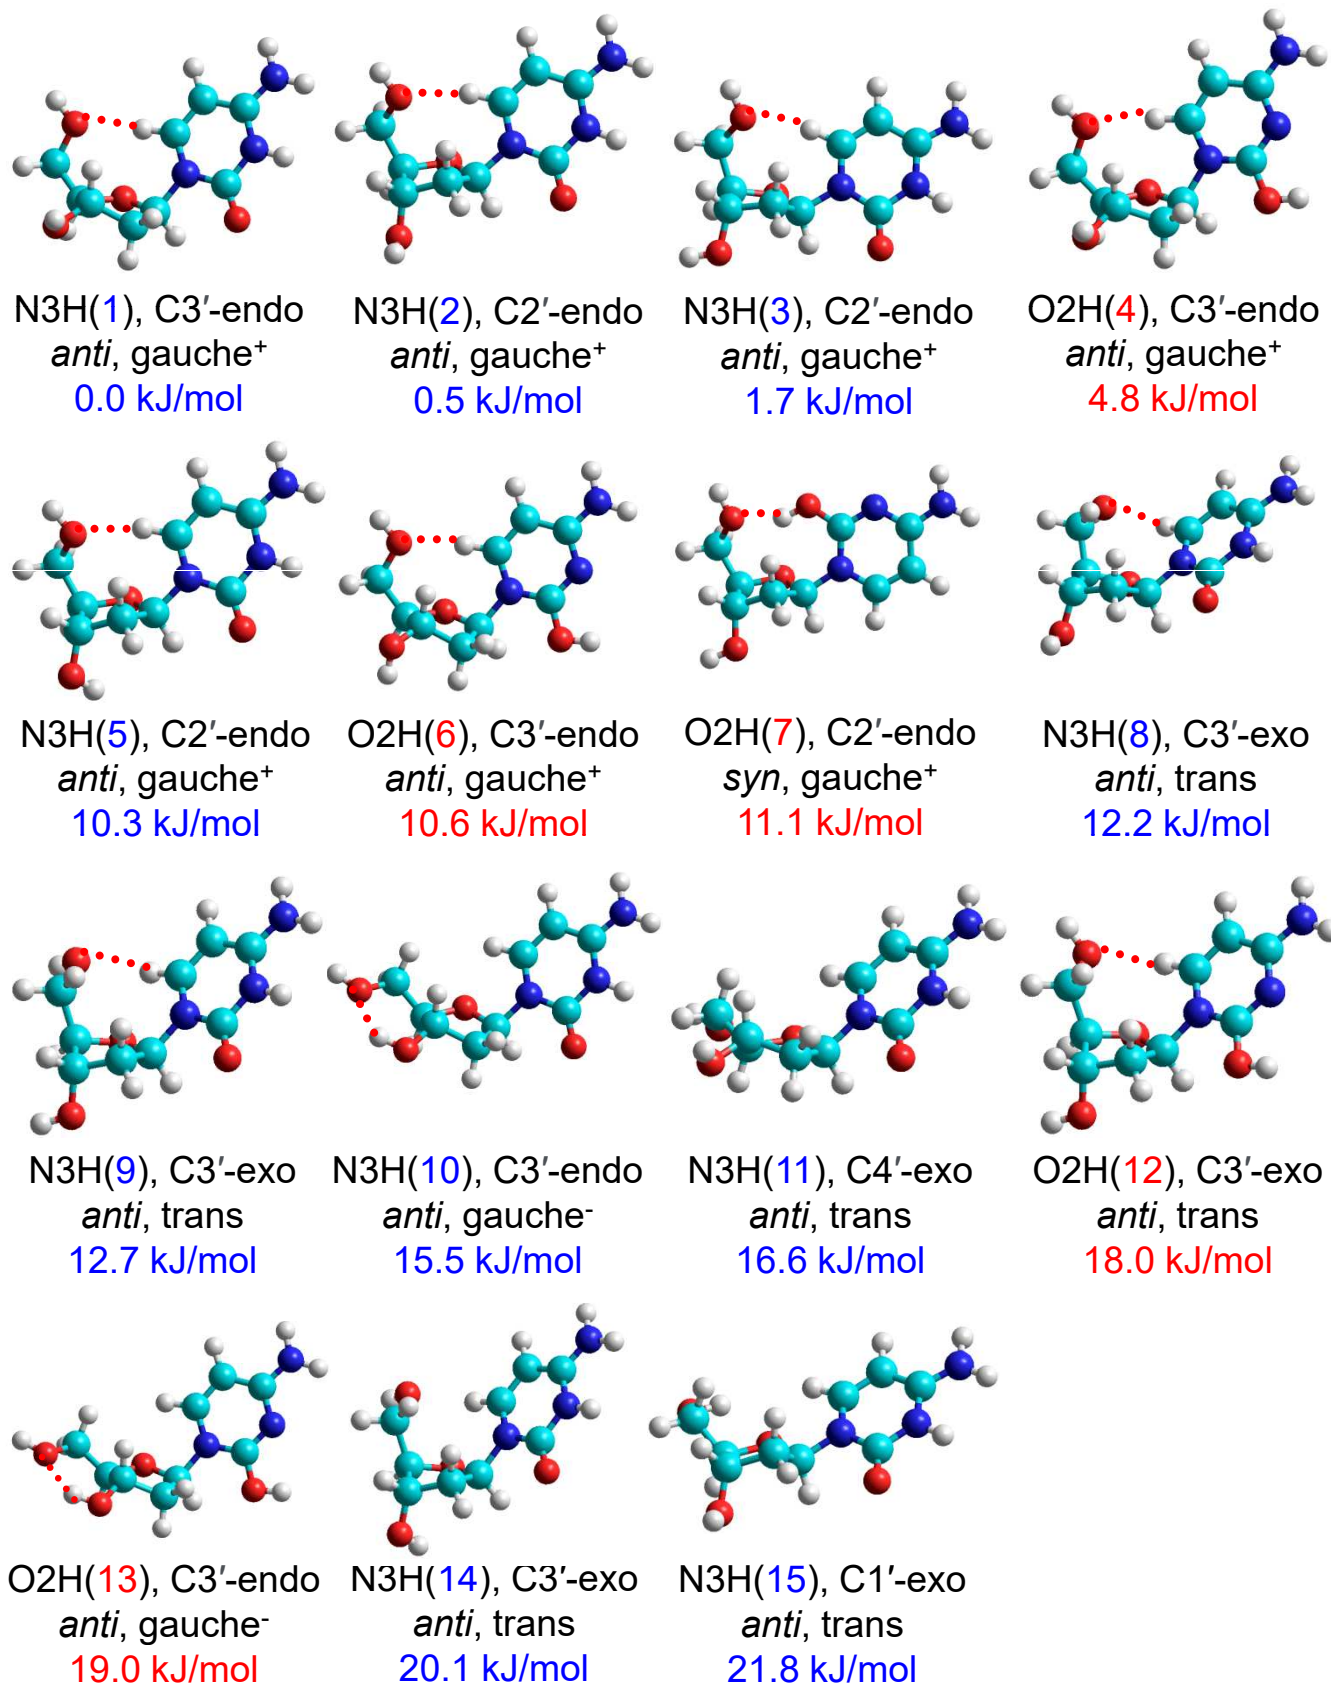 N3H(1), C3′-endo
anti, gauche⁺
0.0 kJ/mol
N3H(2), C2′-endo
anti, gauche⁺
0.5 kJ/mol
N3H(3), C2′-endo
anti, gauche⁺
1.7 kJ/mol
O2H(4), C3′-endo
anti, gauche⁺
4.8 kJ/mol
N3H(5), C2′-endo
anti, gauche⁺
10.3 kJ/mol
O2H(6), C3′-endo
anti, gauche⁺
10.6 kJ/mol
O2H(7), C2′-endo
syn, gauche⁺
11.1 kJ/mol
N3H(8), C3′-exo
anti, trans
12.2 kJ/mol
N3H(9), C3′-exo
anti, trans
12.7 kJ/mol
N3H(10), C3′-endo
anti, gauche⁻
15.5 kJ/mol
N3H(11), C4′-exo
anti, trans
16.6 kJ/mol
O2H(12), C3′-exo
anti, trans
18.0 kJ/mol
O2H(13), C3′-endo
anti, gauche⁻
19.0 kJ/mol
N3H(14), C3′-exo
anti, trans
20.1 kJ/mol
N3H(15), C1′-exo
anti, trans
21.8 kJ/mol